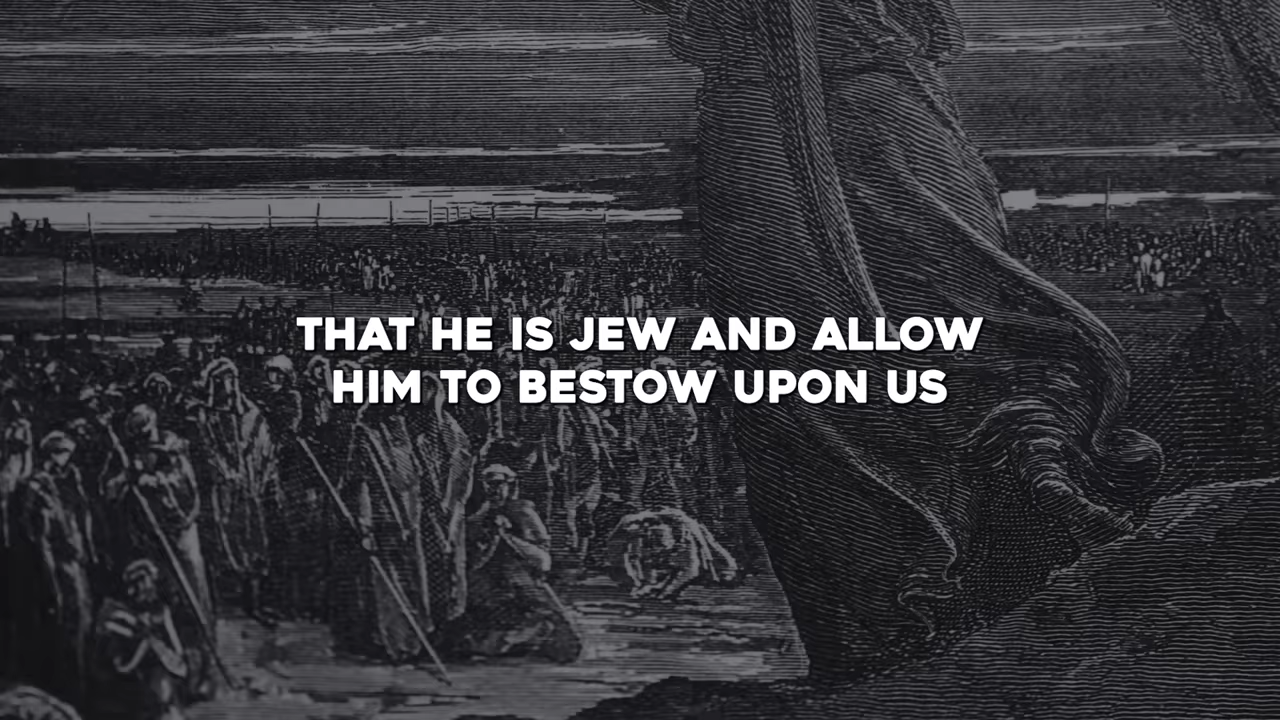 THAT HE IS JEW AND ALLOW
HIM TO BESTOW UPON US